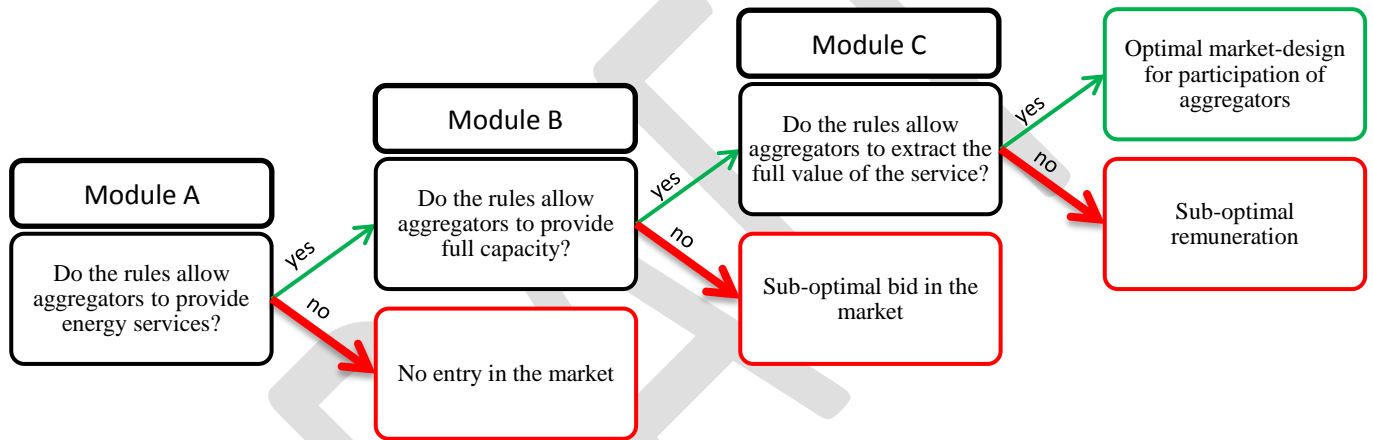 Module A
Do the rules allow
aggregators to provide
energy services?
yes
no
Module B
Do the rules allow
aggregators to provide
full capacity?
No entry in the market
yes
no
Module C
Do the rules allow
aggregators to extract the
full value of the service?
Sub-optimal bid in the
market
yes
no
Optimal market-design
for participation of
aggregators
Sub-optimal
remuneration